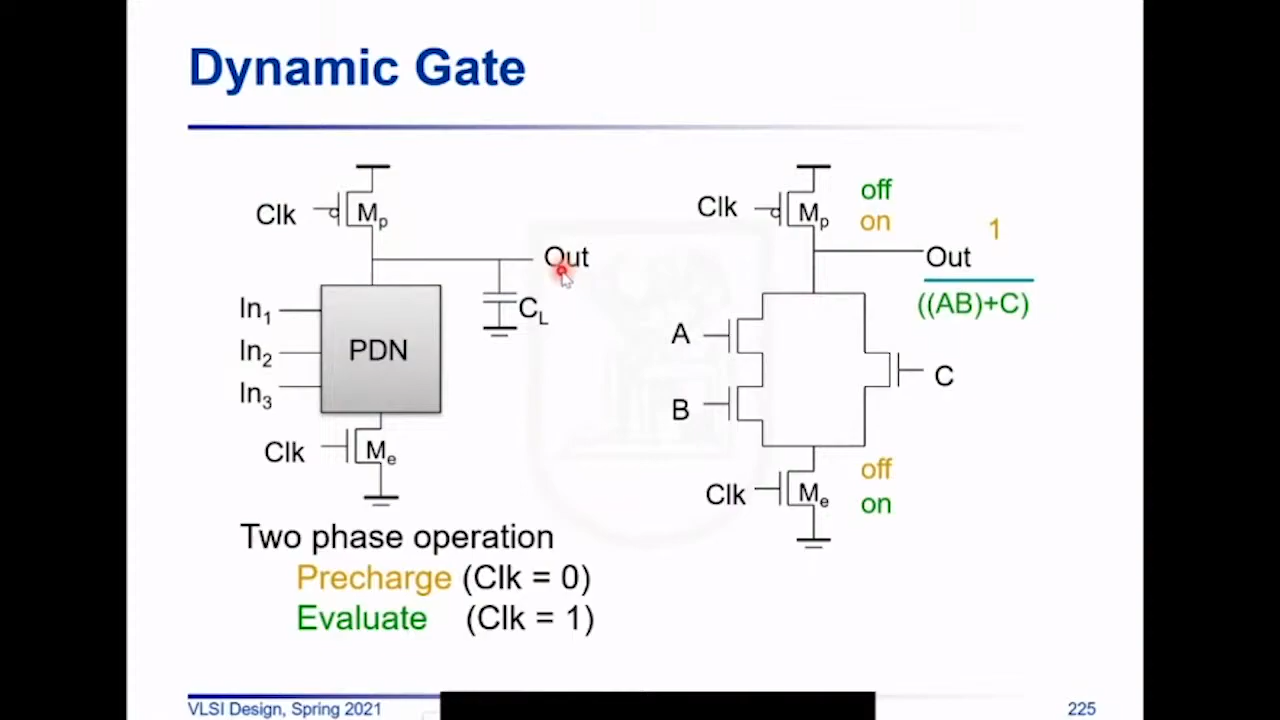 Dynamic Gate
Clk
Mp
Out
CL
In1
In2
In3
PDN
Clk
Me
Clk
Mp
off
on
1
Out
((AB)+C)
A
B
C
Clk
Me
off
on
Two phase operation
Precharge (Clk = 0)
Evaluate (Clk = 1)
VLSI Design, Spring 2021
225